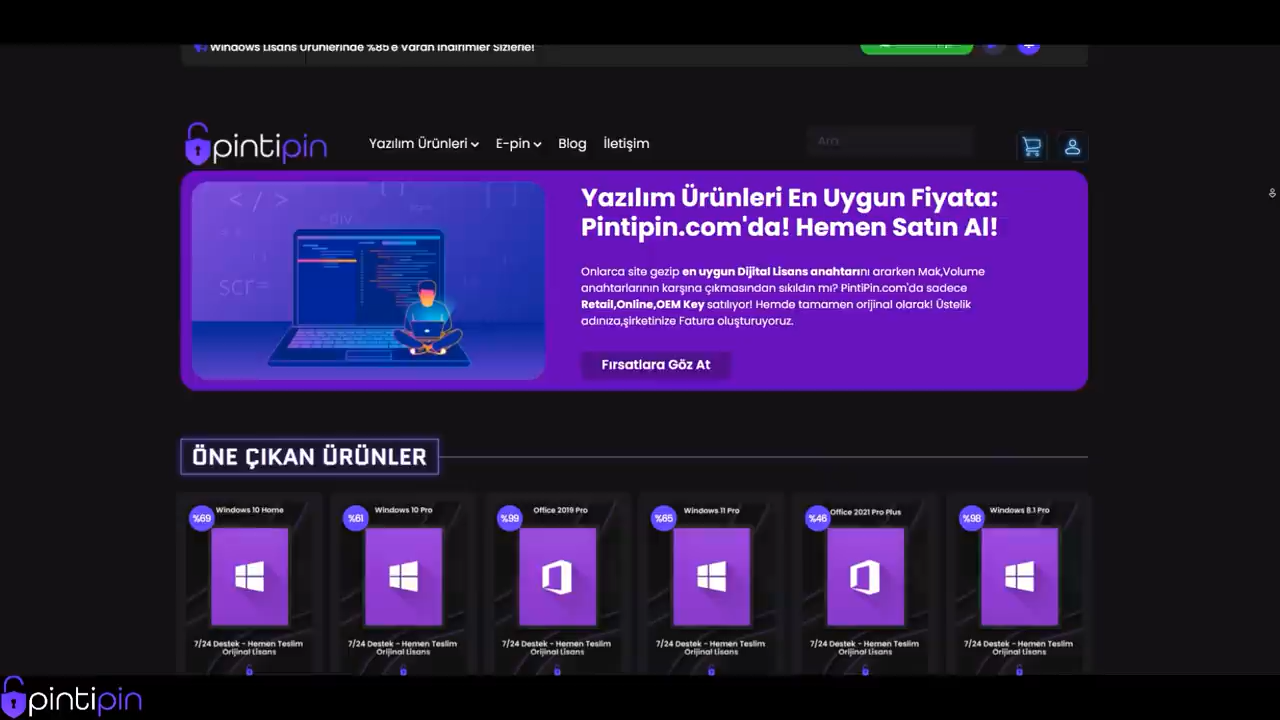 Windows Lisans Ürünlerinde %85'e Varan İndirimler Sizlerle!
pintipin
Yazılım Ürünleri
E-pin
Blog
İletişim
Ara
</ >
<div
scr=
Yazılım Ürünleri En Uygun Fiyata:
Pintipin.com'da! Hemen Satın Al!
Onlarca site gezip en uygun Dijital Lisans anahtarını ararken Mak,Volume
anahtarlarının karşına çıkmasından sıkıldın mı? PintiPin.com'da sadece
Retail,Online,OEM Key satılıyor! Hemde tamamen orijinal olarak! Üstelik
adınıza,şirketinize Fatura oluşturuyoruz.
Fırsatlara Göz At
ÖNE ÇIKAN ÜRÜNLER
%69
Windows 10 Home
7/24 Destek - Hemen Teslim
Orijinal Lisans
%61
Windows 10 Pro
7/24 Destek - Hemen Teslim
Orijinal Lisans
%99
Office 2019 Pro
7/24 Destek - Hemen Teslim
Orijinal Lisans
%65
Windows 11 Pro
7/24 Destek - Hemen Teslim
Orijinal Lisans
%46
Office 2021 Pro Plus
7/24 Destek - Hemen Teslim
Orijinal Lisans
%98
Windows 8.1 Pro
7/24 Destek - Hemen Teslim
Orijinal Lisans
pintipin